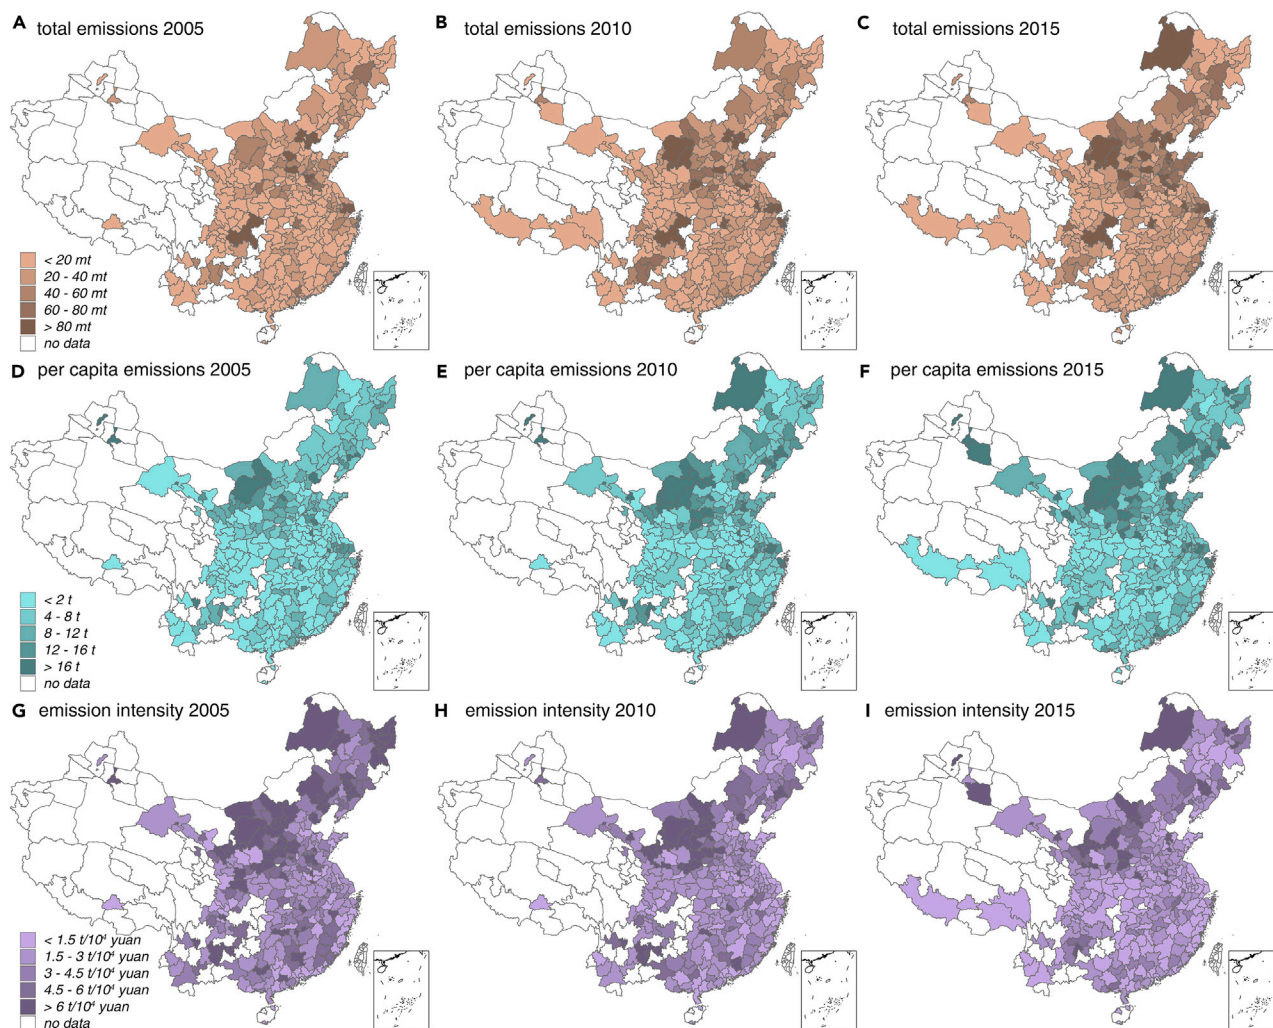 A total emissions 2005
B total emissions 2010
C total emissions 2015
< 20 mt
20 - 40 mt
40 - 60 mt
60 - 80 mt
> 80 mt
no data
D per capita emissions 2005
E per capita emissions 2010
F per capita emissions 2015
< 2 t
4 - 8 t
8 - 12 t
12 - 16 t
> 16 t
no data
G emission intensity 2005
H emission intensity 2010
I emission intensity 2015
< 1.5 t/10⁴ yuan
1.5 - 3 t/10⁴ yuan
3 - 4.5 t/10⁴ yuan
4.5 - 6 t/10⁴ yuan
> 6 t/10⁴ yuan
no data